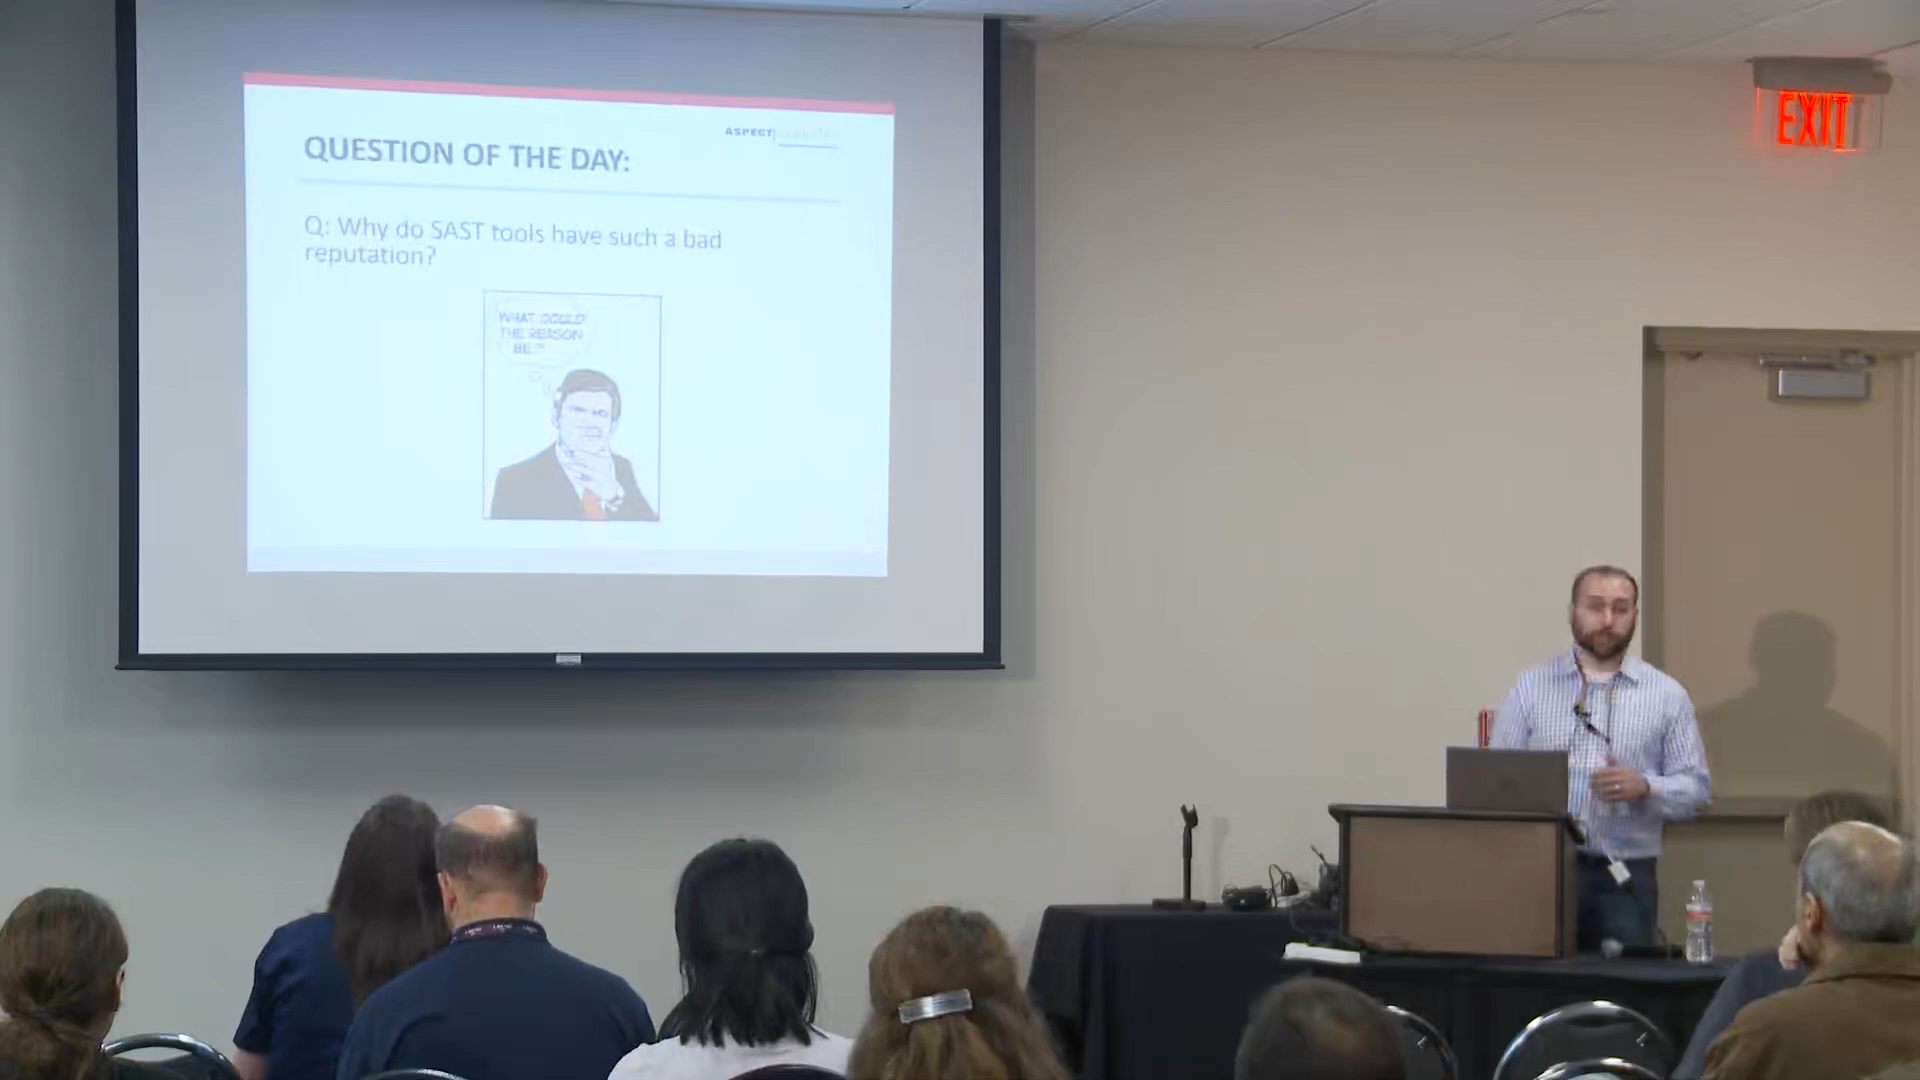 ASPECT
QUESTION OF THE DAY:
Q: Why do SAST tools have such a bad
reputation?
WHAT COULD
THE REASON
BE?
EXIT